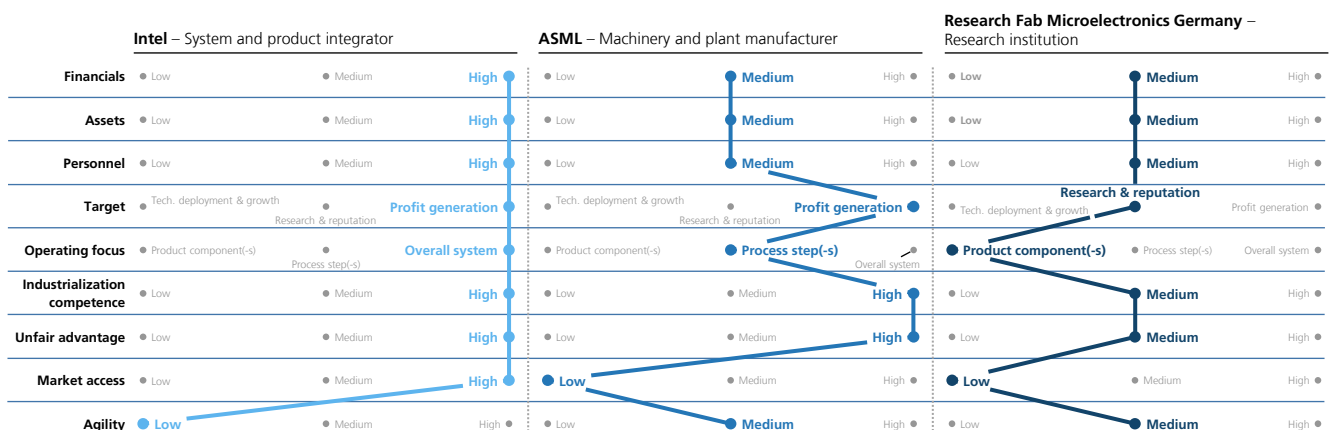 Intel – System and product integrator
ASML – Machinery and plant manufacturer
Research Fab Microelectronics Germany –
Research institution
Financials Low Medium High Low Medium High Low Medium High
Assets Low Medium High Low Medium High Low Medium High
Personnel Low Medium High Low Medium High Low Medium High
Target Tech. deployment & growth Research & reputation Profit generation Tech. deployment & growth Research & reputation Profit generation Tech. deployment & growth Research & reputation Profit generation
Operating focus Product component(-s) Process step(-s) Overall system Product component(-s) Process step(-s) Overall system Product component(-s) Process step(-s) Overall system
Industrialization
competence Low Medium High Low Medium High Low Medium High
Unfair advantage Low Medium High Low Medium High Low Medium High
Market access Low Medium High Low Medium High Low Medium High
Agility Low Medium High Low Medium High Low Medium High